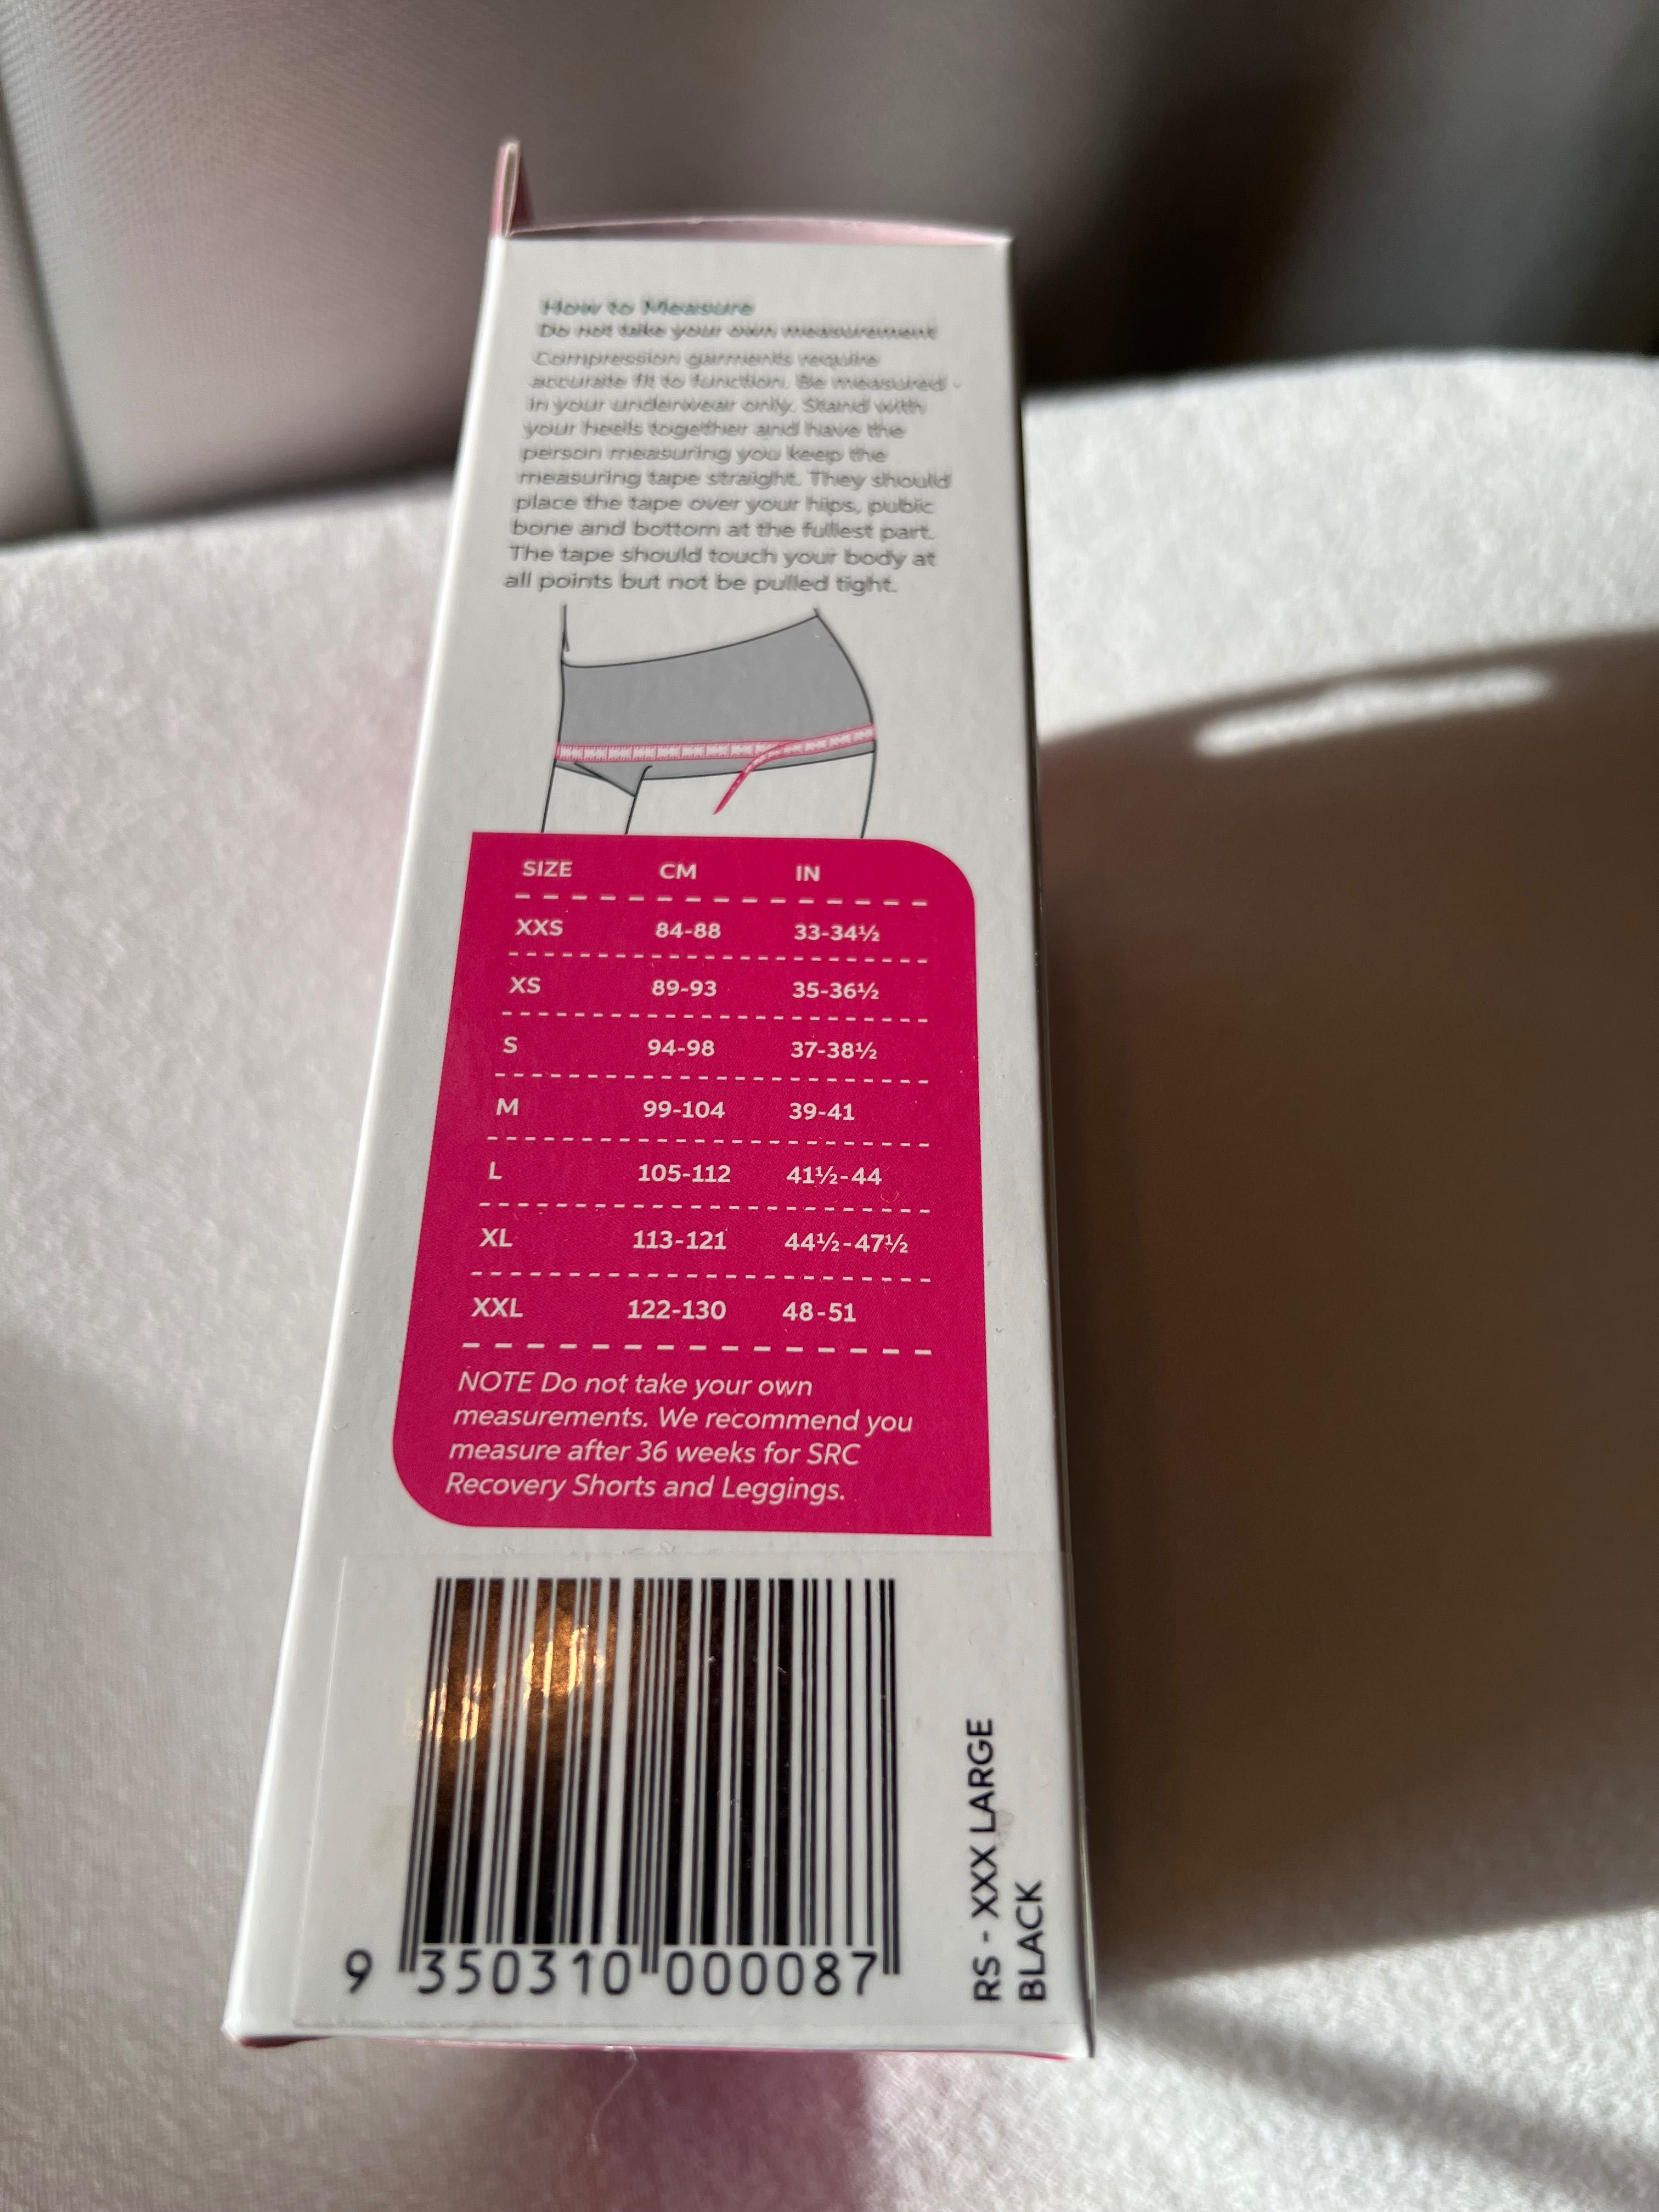 How to Measure
Do not take your own measurement
Compression garments require
accurate fit to function. Be measured -
in your underwear only. Stand with
your heels together and have the
person measuring you keep the
measuring tape straight. They should
place the tape over your hips, pubic
bone and bottom at the fullest part.
The tape should touch your body at
all points but not be pulled tight.
SIZE CM IN
XXS 84-88 33-34½
XS 89-93 35-36½
S 94-98 37-38½
M 99-104 39-41
L 105-112 41½-44
XL 113-121 44½-47½
XXL 122-130 48-51
NOTE Do not take your own
measurements. We recommend you
measure after 36 weeks for SRC
Recovery Shorts and Leggings.
9 350310 000087
RS - XXX LARGE
BLACK